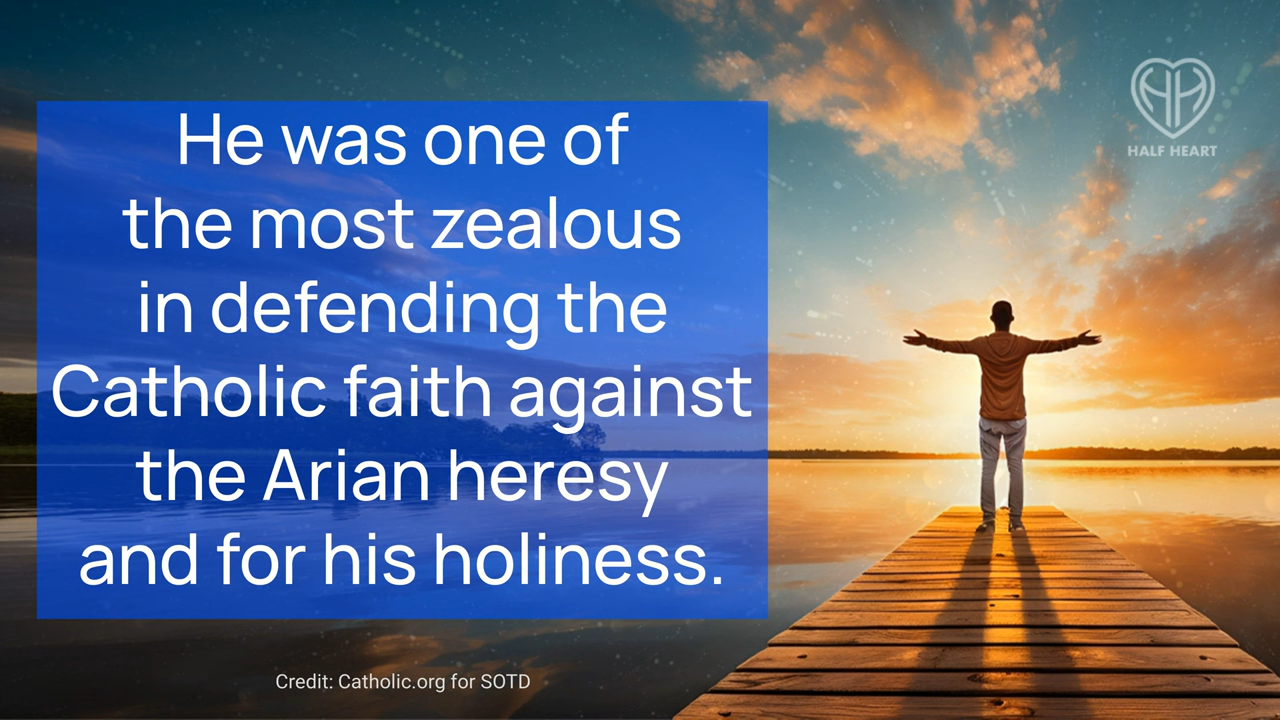 He was one of
the most zealous
in defending the
Catholic faith against
the Arian heresy
and for his holiness.
HALF HEART
Credit: Catholic.org for SOTD